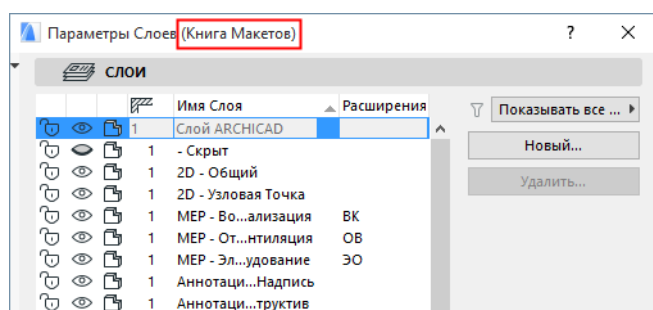 Параметры Слоев (Книга Макетов) ?
СЛОИ
Имя Слоя Расширения
Показывать все ...
1 Слой ARCHICAD
Новый...
1 - Скрыт
Удалить...
1 2D - Общий
1 2D - Узловая Точка
1 MEP - Во...ализация ВК
1 MEP - От...нтиляция ОВ
1 MEP - Эл...удование ЭО
1 Аннотаци...Надпись
1 Аннотаци...труктив